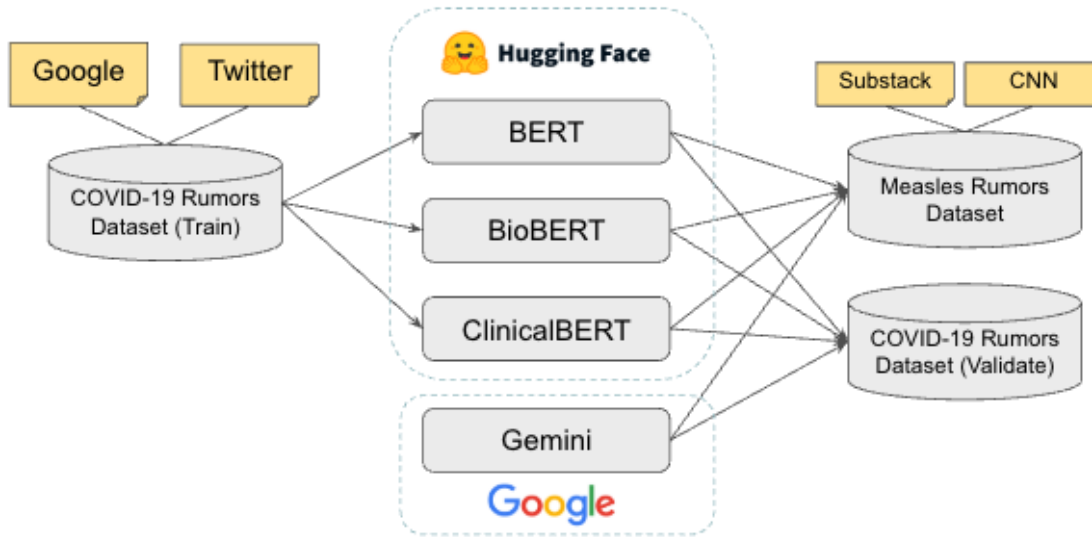 Google
Twitter
COVID-19 Rumors
Dataset (Train)
Hugging Face
BERT
BioBERT
ClinicalBERT
Gemini
Google
Substack
CNN
Measles Rumors
Dataset
COVID-19 Rumors
Dataset (Validate)